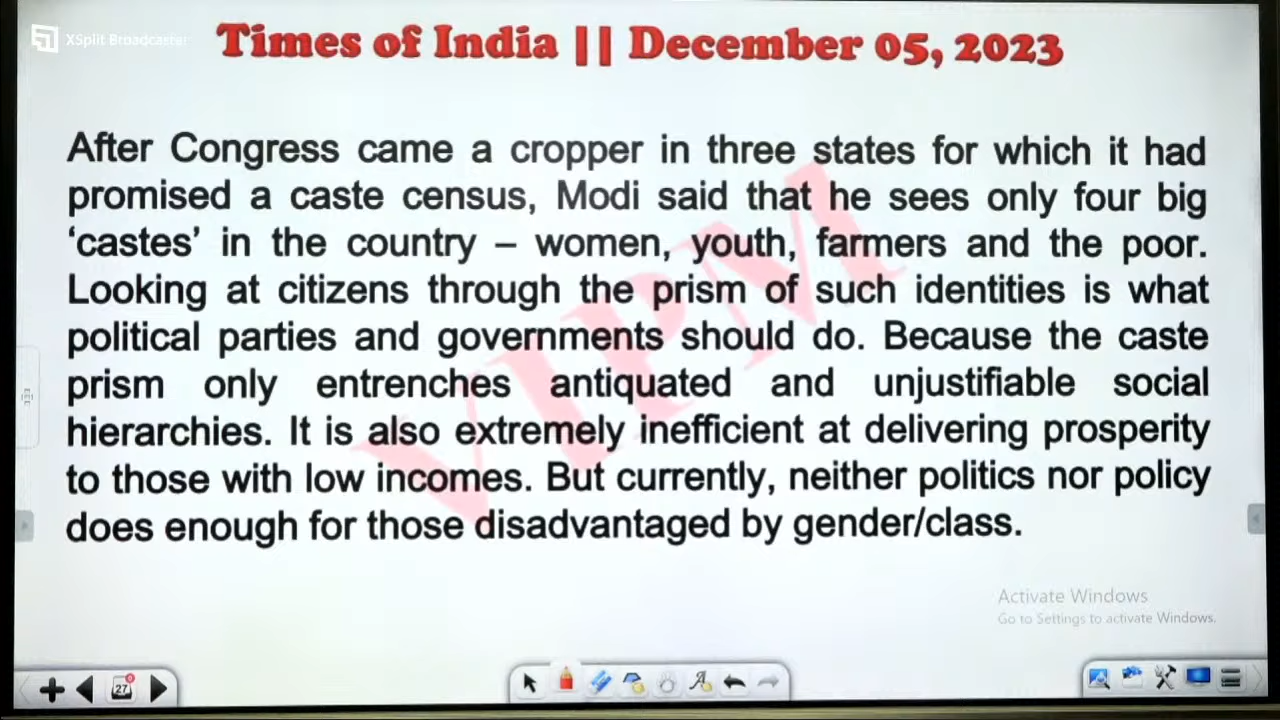 XSplit Broadcaster
Times of India || December 05, 2023
After Congress came a cropper in three states for which it had
promised a caste census, Modi said that he sees only four big
‘castes’ in the country – women, youth, farmers and the poor.
Looking at citizens through the prism of such identities is what
political parties and governments should do. Because the caste
prism only entrenches antiquated and unjustifiable social
hierarchies. It is also extremely inefficient at delivering prosperity
to those with low incomes. But currently, neither politics nor policy
does enough for those disadvantaged by gender/class.
VIPM
Activate Windows
Go to Settings to activate Windows.
27